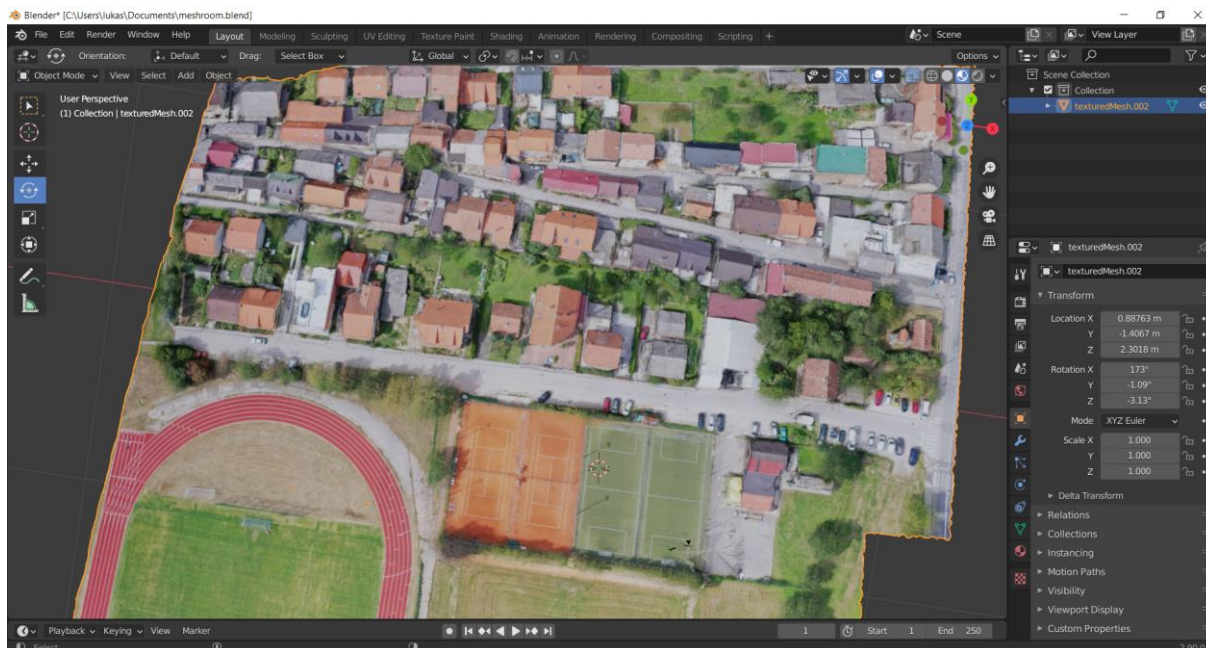 Blender* [C:\Users\lukas\Documents\meshroom.blend]
File Edit Render Window Help Layout Modeling Sculpting UV Editing Texture Paint Shading Animation Rendering Compositing Scripting + Scene View Layer
Orientation: Default Drag: Select Box Global Options
Object Mode View Select Add Object
User Perspective
(1) Collection | texturedMesh.002
Y
Z
X
Scene Collection
Collection
texturedMesh.002
texturedMesh.002
texturedMesh.002
Transform
Location X 0.88763 m
Y -1.4067 m
Z 2.3018 m
Rotation X 173°
Y -1.09°
Z -3.13°
Mode XYZ Euler
Scale X 1.000
Y 1.000
Z 1.000
Delta Transform
Relations
Collections
Instancing
Motion Paths
Visibility
Viewport Display
Custom Properties
Playback Keying View Marker 1 Start 1 End 250
Select